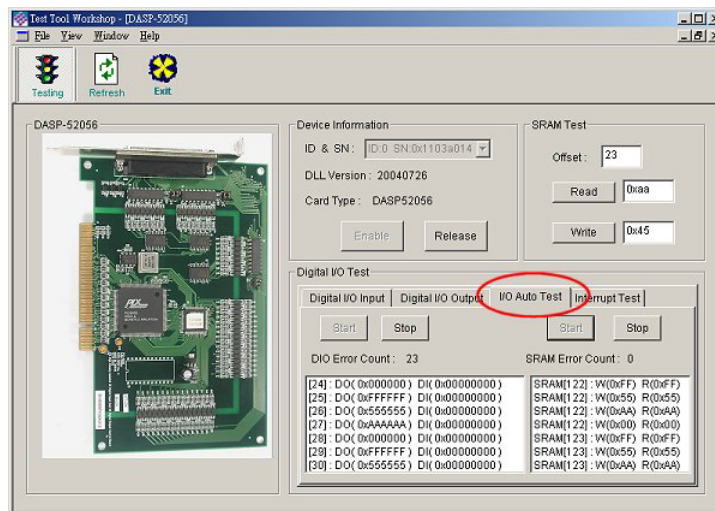 Test Tool Workshop - [DASP-52056]
File View Window Help
Testing Refresh Exit
DASP-52056
Device Information
ID & SN : ID:0 SN:0x1103a014
DLL Version : 20040726
Card Type : DASP52056
Enable Release
SRAM Test
Offset : 23
Read 0xaa
Write 0x45
Digital I/O Test
Digital I/O Input Digital I/O Output I/O Auto Test Interrupt Test
Start Stop Start Stop
DIO Error Count : 23 SRAM Error Count : 0
[24] : DO( 0x000000 ) DI( 0x00000000 )
[25] : DO( 0xFFFFFF ) DI( 0x00000000 )
[26] : DO( 0x555555 ) DI( 0x00000000 )
[27] : DO( 0xAAAAAA ) DI( 0x00000000 )
[28] : DO( 0x000000 ) DI( 0x00000000 )
[29] : DO( 0xFFFFFF ) DI( 0x00000000 )
[30] : DO( 0x555555 ) DI( 0x00000000 )
SRAM[122] : W(0xFF) R(0xFF)
SRAM[122] : W(0x55) R(0x55)
SRAM[122] : W(0xAA) R(0xAA)
SRAM[122] : W(0x00) R(0x00)
SRAM[123] : W(0xFF) R(0xFF)
SRAM[123] : W(0x55) R(0x55)
SRAM[123] : W(0xAA) R(0xAA)